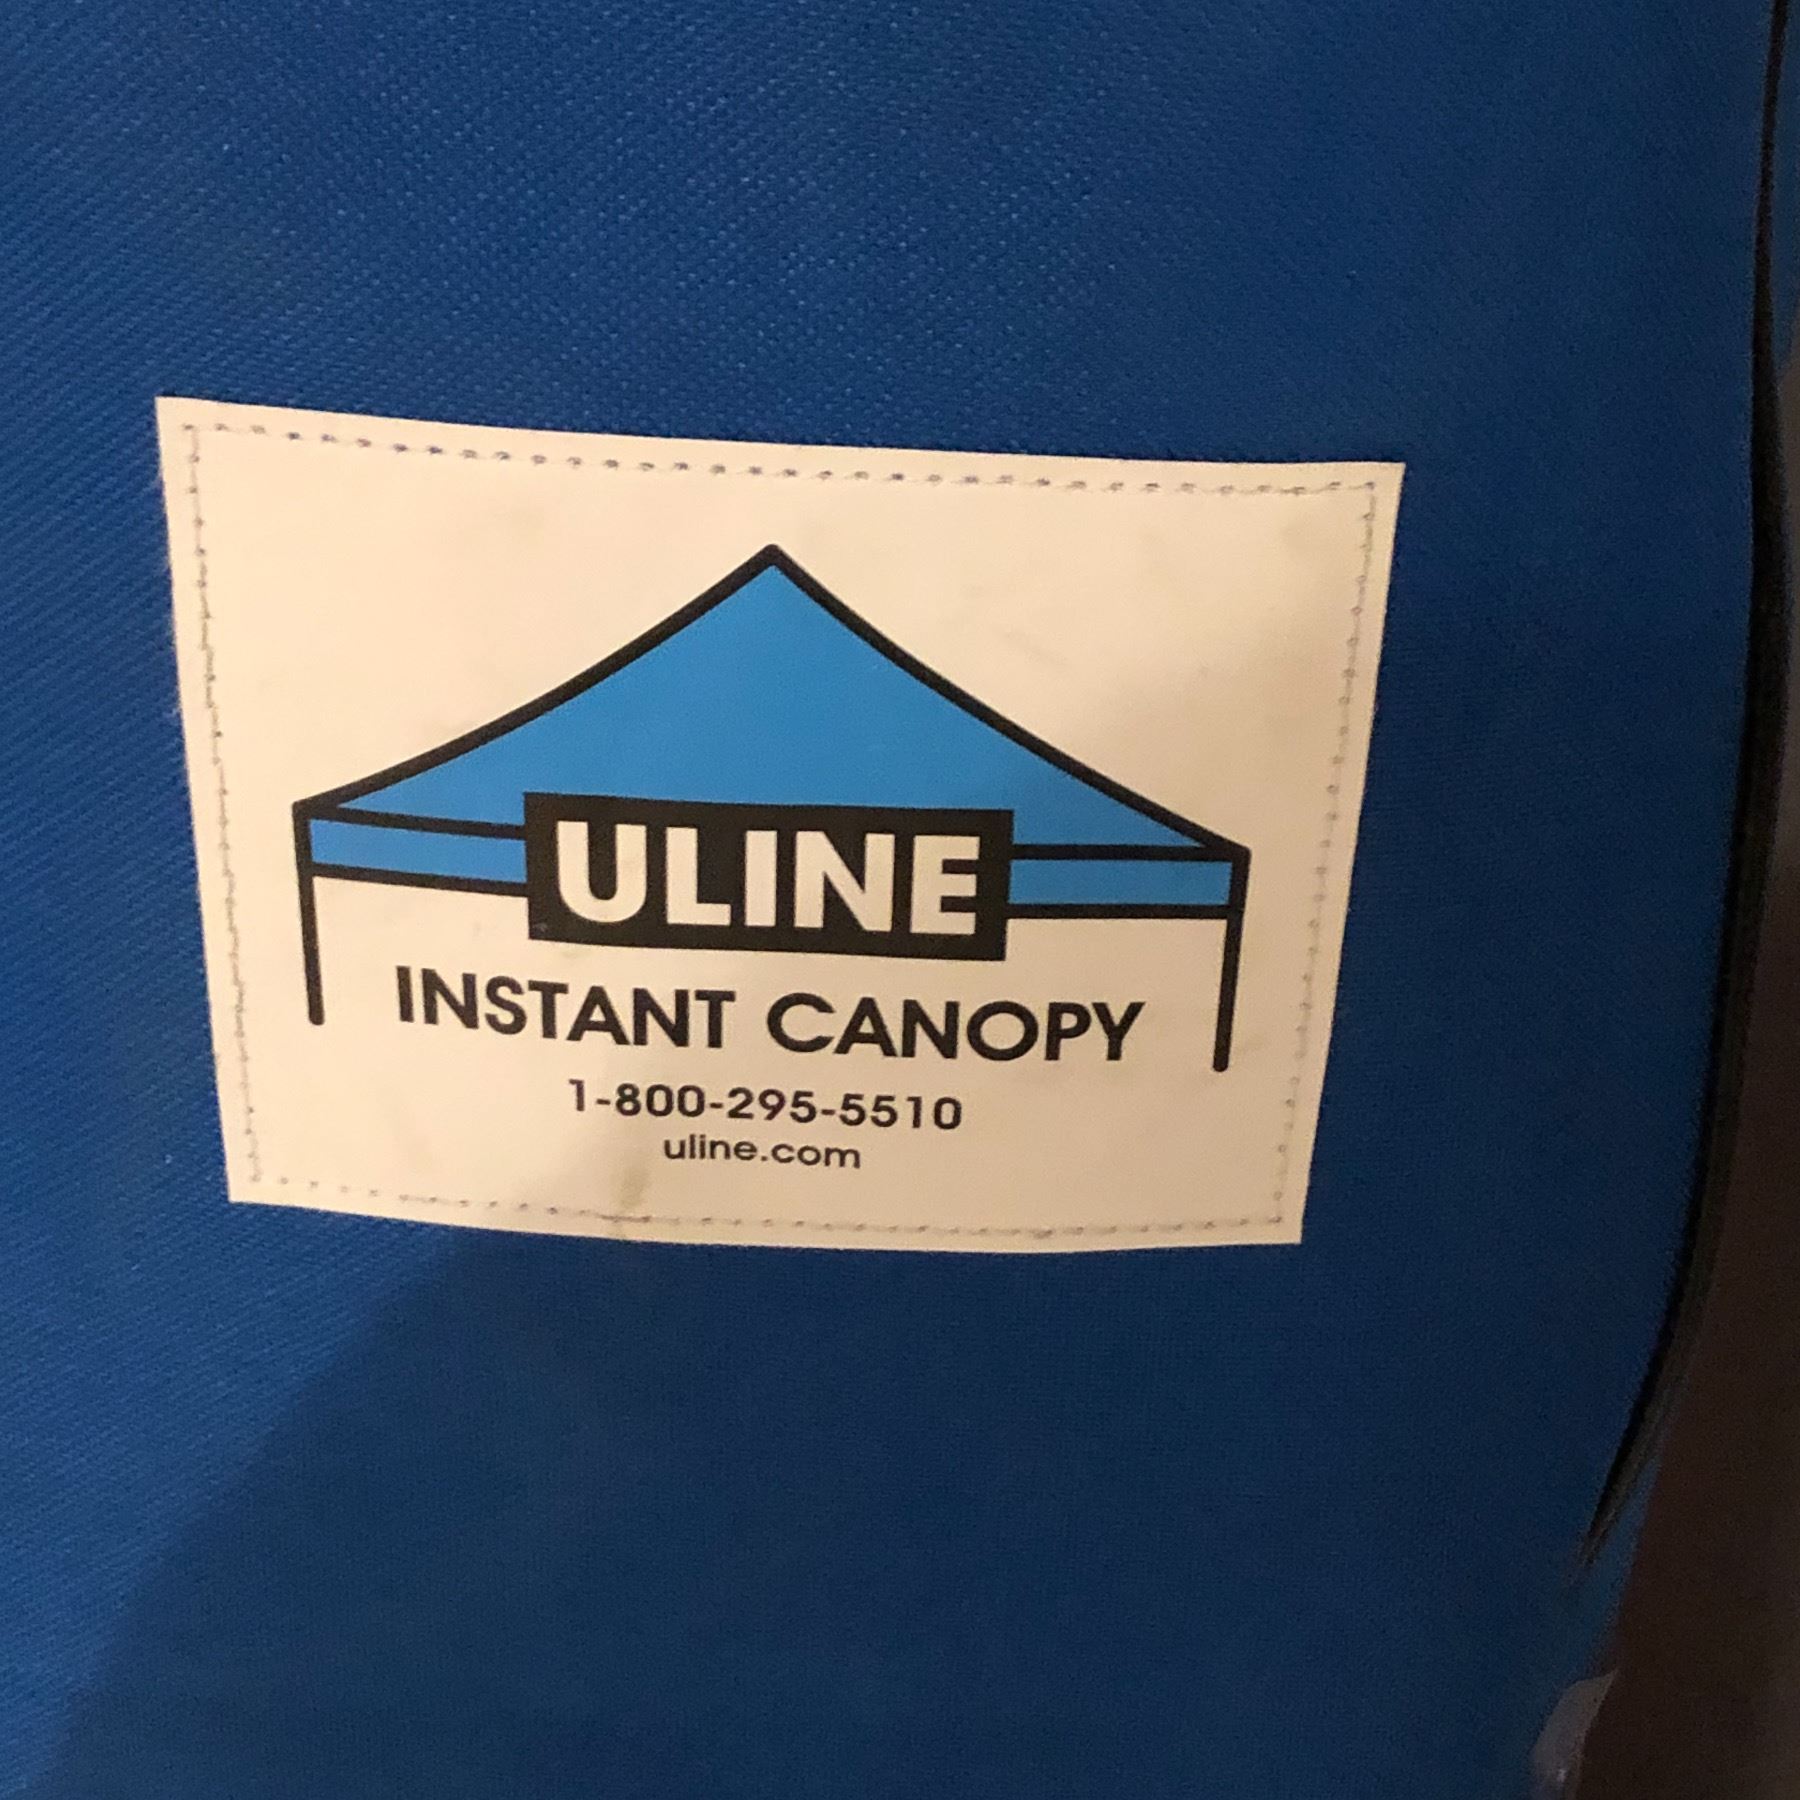 ULINE
INSTANT CANOPY
1-800-295-5510
uline.com